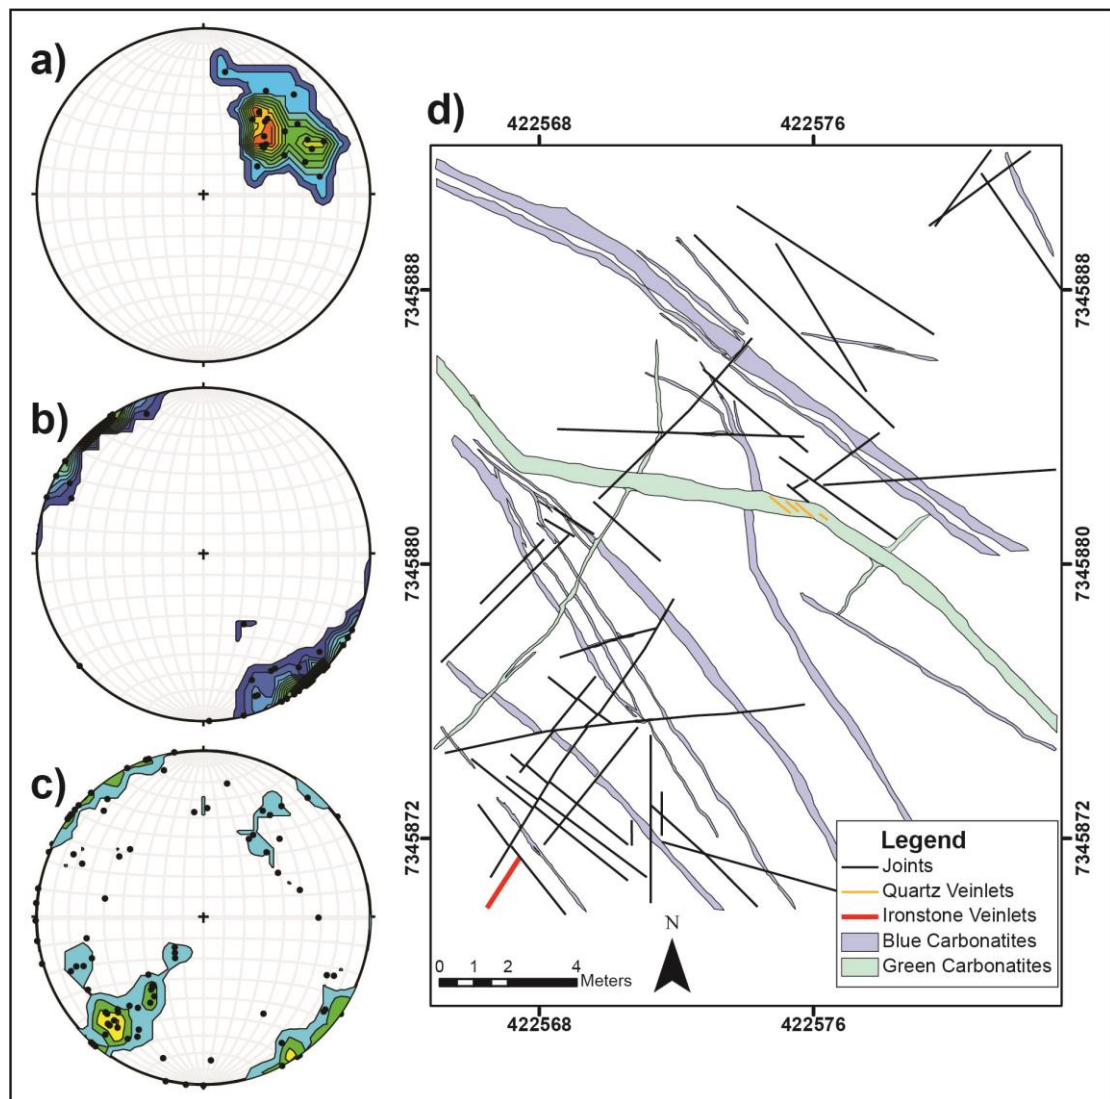 a)
b)
c)
d)
422568 422576
7345888 7345888
7345880 7345880
7345872 7345872
Legend
Joints
Quartz Veinlets
Ironstone Veinlets
Blue Carbonatites
Green Carbonatites
N
0 1 2 4
Meters
422568 422576